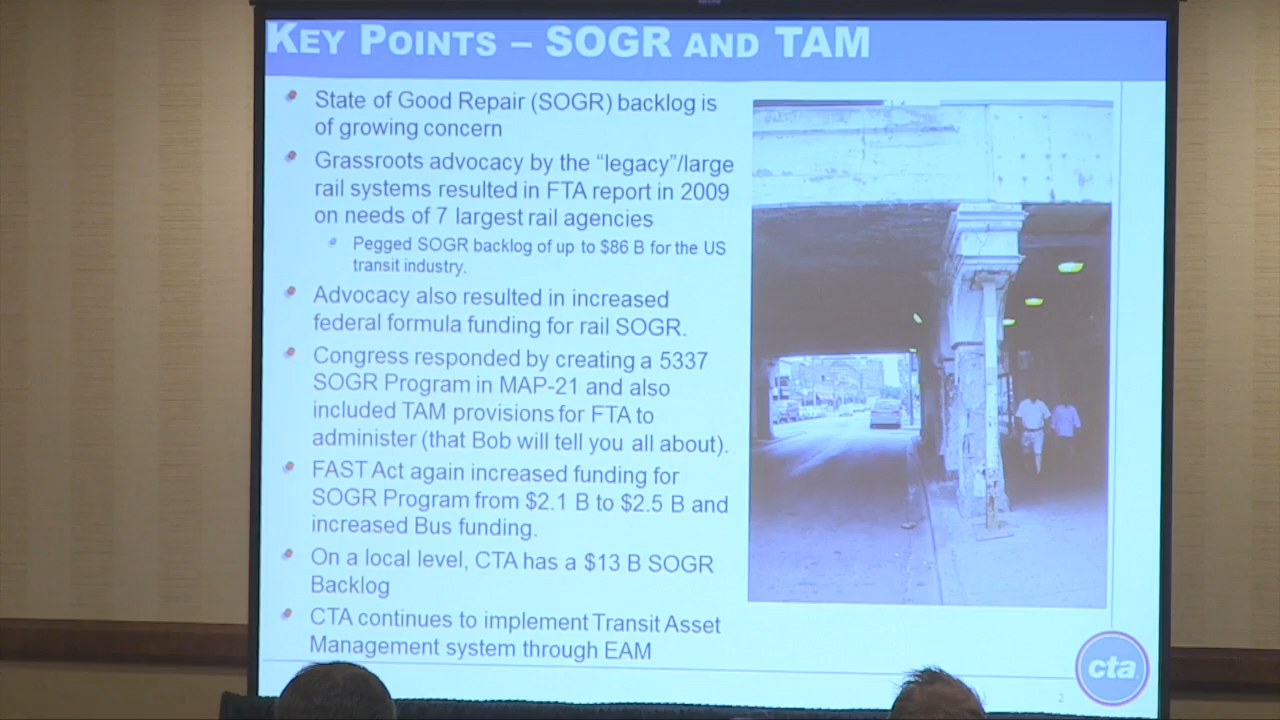 KEY POINTS – SOGR AND TAM
State of Good Repair (SOGR) backlog is
of growing concern
Grassroots advocacy by the “legacy”/large
rail systems resulted in FTA report in 2009
on needs of 7 largest rail agencies
Pegged SOGR backlog of up to $86 B for the US
transit industry.
Advocacy also resulted in increased
federal formula funding for rail SOGR.
Congress responded by creating a 5337
SOGR Program in MAP-21 and also
included TAM provisions for FTA to
administer (that Bob will tell you all about).
FAST Act again increased funding for
SOGR Program from $2.1 B to $2.5 B and
increased Bus funding.
On a local level, CTA has a $13 B SOGR
Backlog
CTA continues to implement Transit Asset
Management system through EAM
cta
2